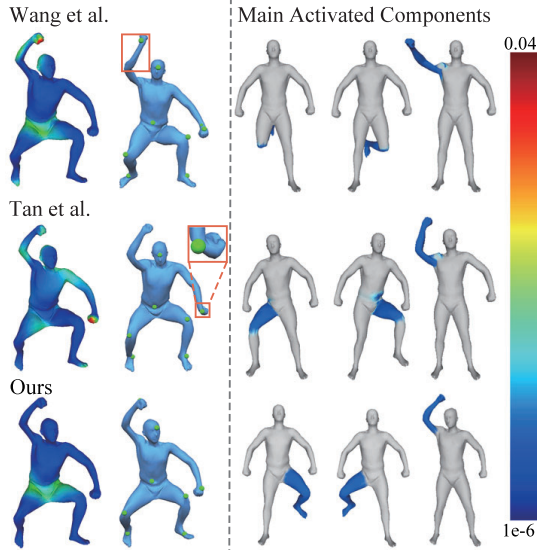 Wang et al.
Main Activated Components
0.04
Tan et al.
Ours
1e-6